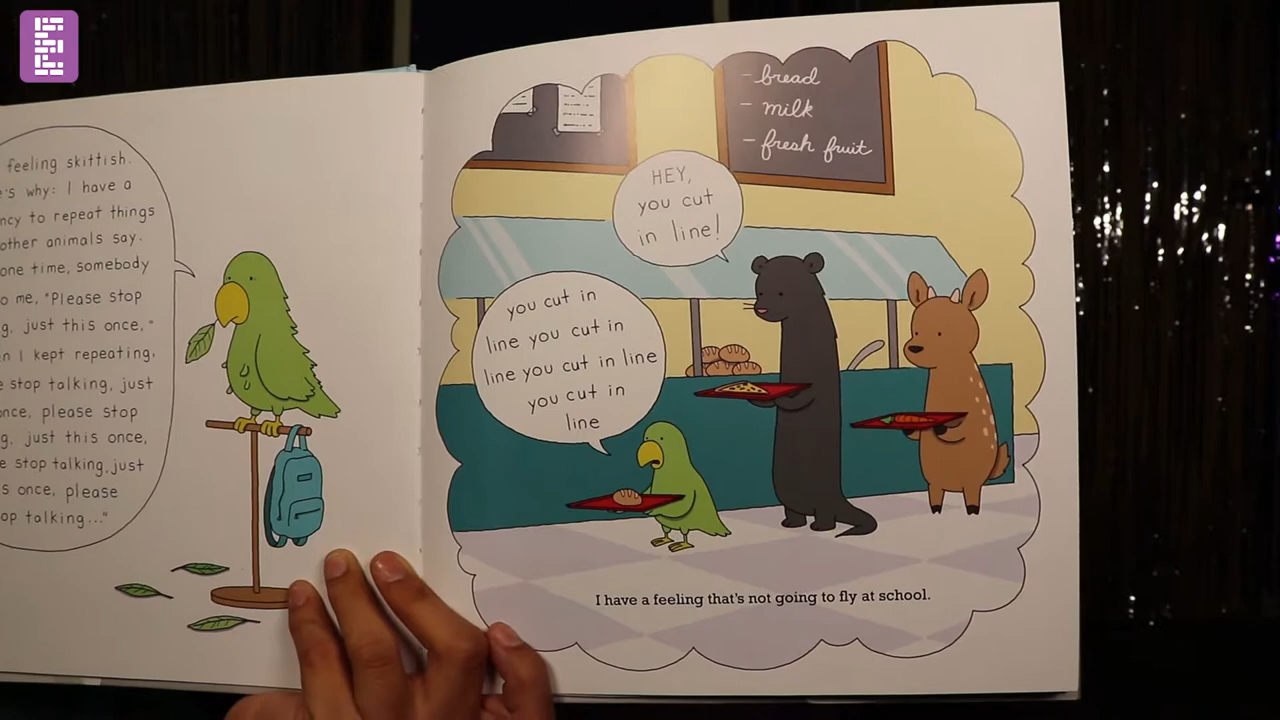 feeling skittish.
why: I have a
to repeat things
other animals say.
one time, somebody
me, "Please stop
just this once."
I kept repeating,
stop talking, just
once, please stop
just this once,
stop talking, just
once, please
talking..."
- bread
- milk
- fresh fruit
HEY,
you cut
in line!
you cut in
line you cut in
line you cut in line
you cut in
line
I have a feeling that's not going to fly at school.